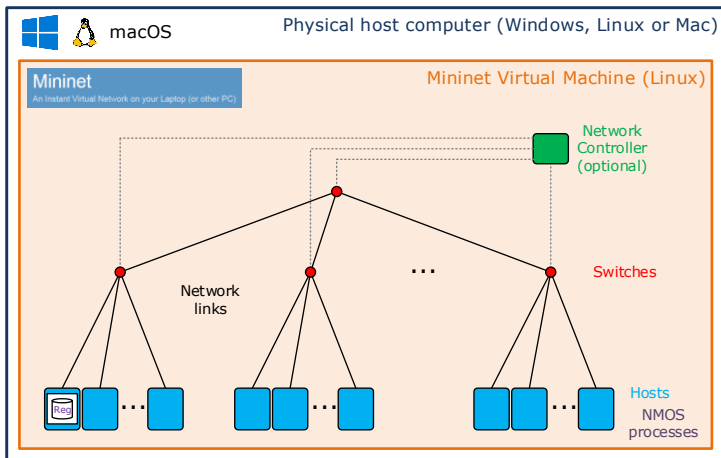 macOS
Physical host computer (Windows, Linux or Mac)
Mininet
An Instant Virtual Network on your Laptop (or other PC)
Mininet Virtual Machine (Linux)
Network
Controller
(optional)
...
Switches
Network
links
Reg
...
...
...
Hosts
NMOS
processes